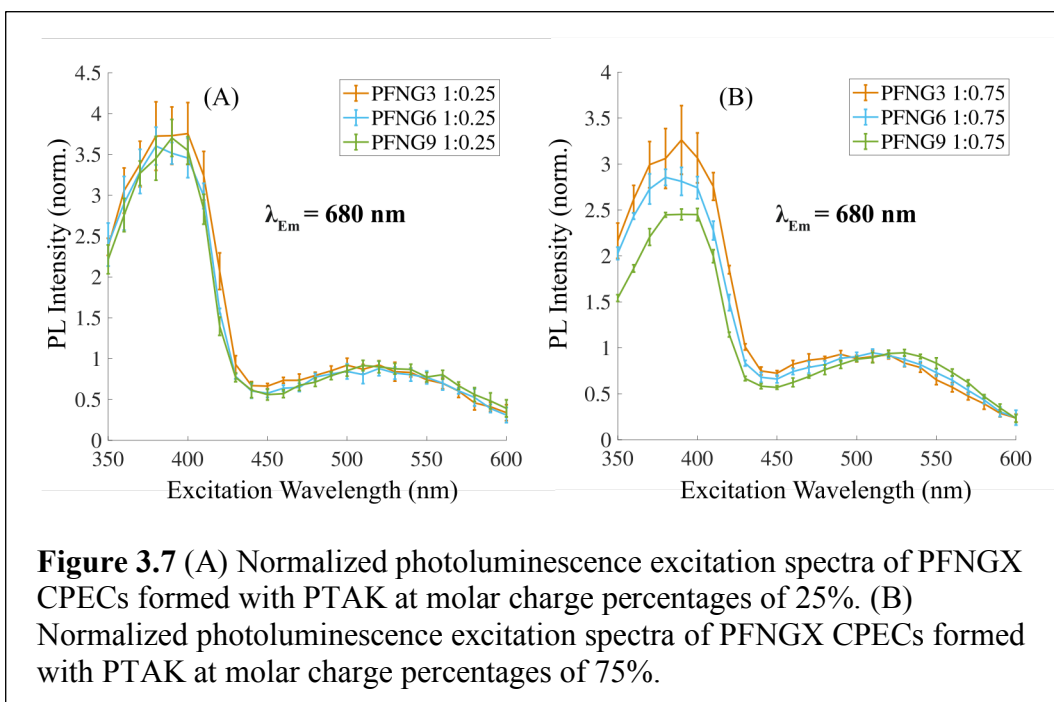 (A)
PFNG3 1:0.25
PFNG6 1:0.25
PFNG9 1:0.25
λEm = 680 nm
PL Intensity (norm.)
4.5
4
3.5
3
2.5
2
1.5
1
0.5
0
350 400 450 500 550 600
Excitation Wavelength (nm)
(B)
PFNG3 1:0.75
PFNG6 1:0.75
PFNG9 1:0.75
λEm = 680 nm
PL Intensity (norm.)
4
3.5
3
2.5
2
1.5
1
0.5
0
350 400 450 500 550 600
Excitation Wavelength (nm)
Figure 3.7 (A) Normalized photoluminescence excitation spectra of PFNGX
CPECs formed with PTAK at molar charge percentages of 25%. (B)
Normalized photoluminescence excitation spectra of PFNGX CPECs formed
with PTAK at molar charge percentages of 75%.